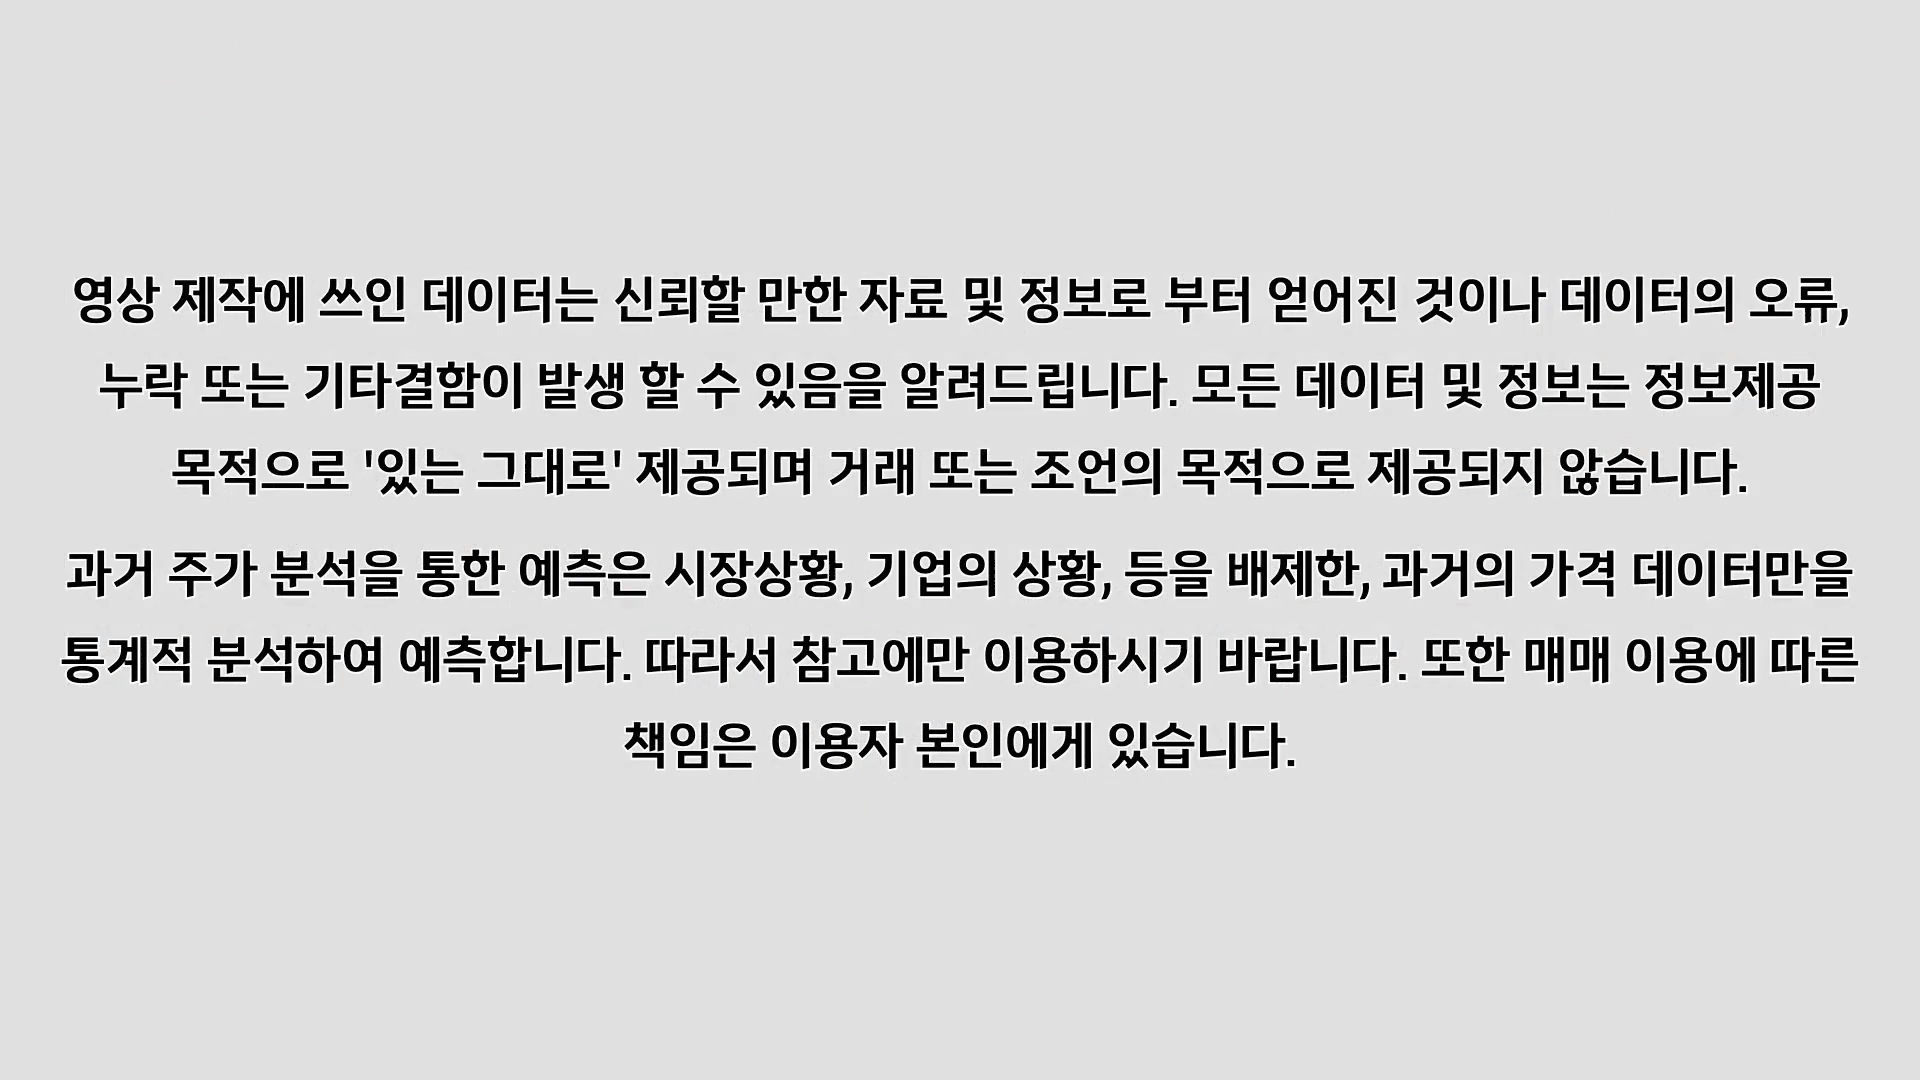 영상 제작에 쓰인 데이터는 신뢰할 만한 자료 및 정보로 부터 얻어진 것이나 데이터의 오류,
누락 또는 기타결함이 발생 할 수 있음을 알려드립니다. 모든 데이터 및 정보는 정보제공
목적으로 '있는 그대로' 제공되며 거래 또는 조언의 목적으로 제공되지 않습니다.
과거 주가 분석을 통한 예측은 시장상황, 기업의 상황, 등을 배제한, 과거의 가격 데이터만을
통계적 분석하여 예측합니다. 따라서 참고에만 이용하시기 바랍니다. 또한 매매 이용에 따른
책임은 이용자 본인에게 있습니다.